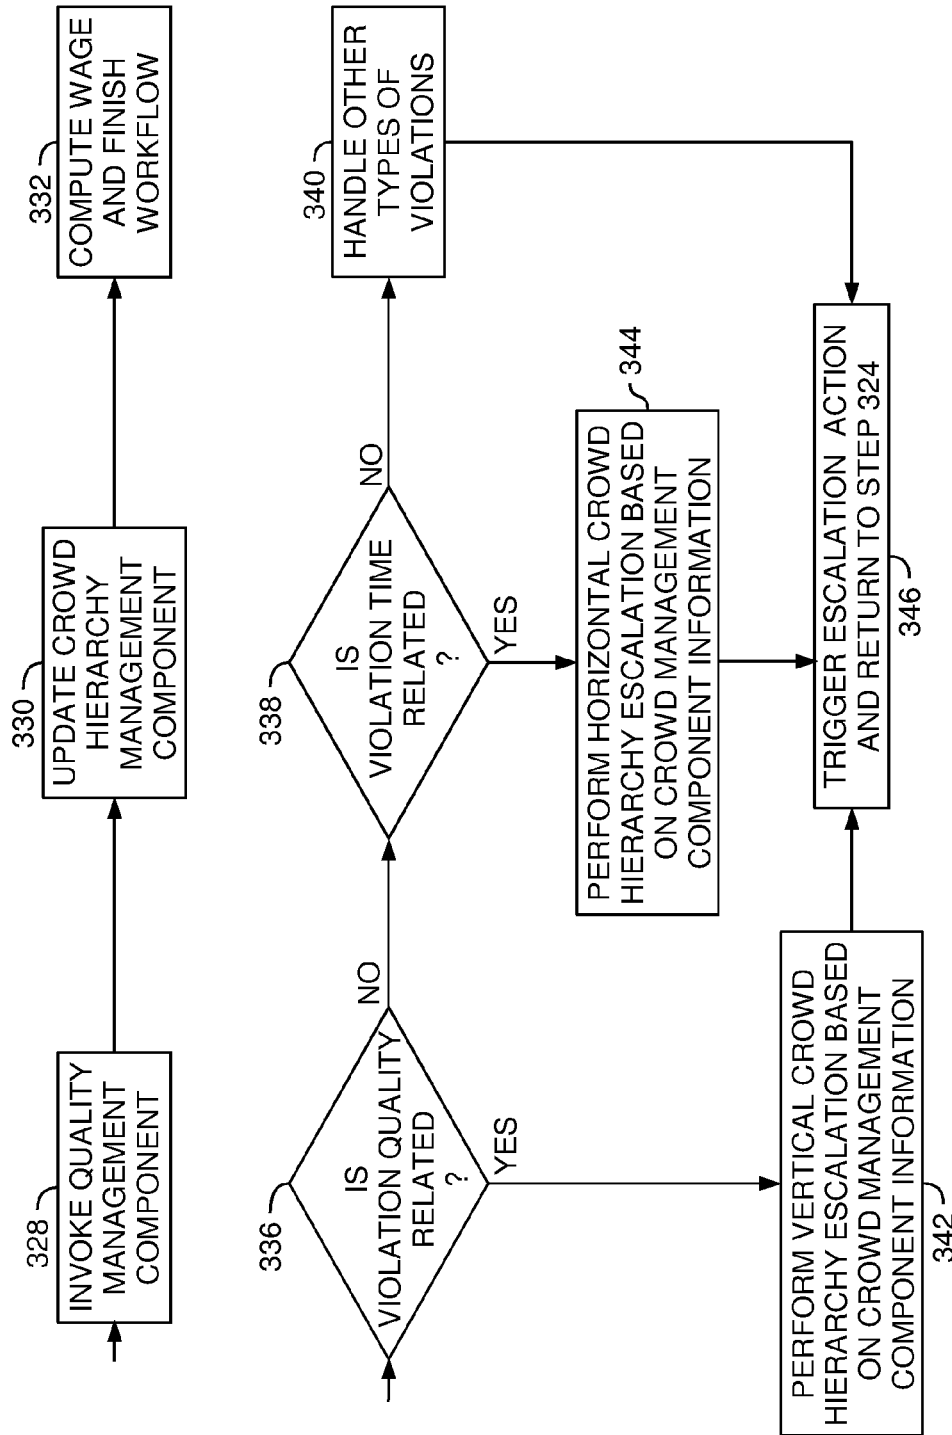 328
INVOKE QUALITY
MANAGEMENT
COMPONENT
330
UPDATE CROWD
HIERARCHY
MANAGEMENT
COMPONENT
332
COMPUTE WAGE
AND FINISH
WORKFLOW
336
IS
VIOLATION QUALITY
RELATED
?
NO
YES
338
IS
VIOLATION TIME
RELATED
?
NO
YES
340
HANDLE OTHER
TYPES OF
VIOLATIONS
PERFORM HORIZONTAL CROWD
HIERARCHY ESCALATION BASED
ON CROWD MANAGEMENT
COMPONENT INFORMATION
344
PERFORM VERTICAL CROWD
HIERARCHY ESCALATION BASED
ON CROWD MANAGEMENT
COMPONENT INFORMATION
342
TRIGGER ESCALATION ACTION
AND RETURN TO STEP 324
346